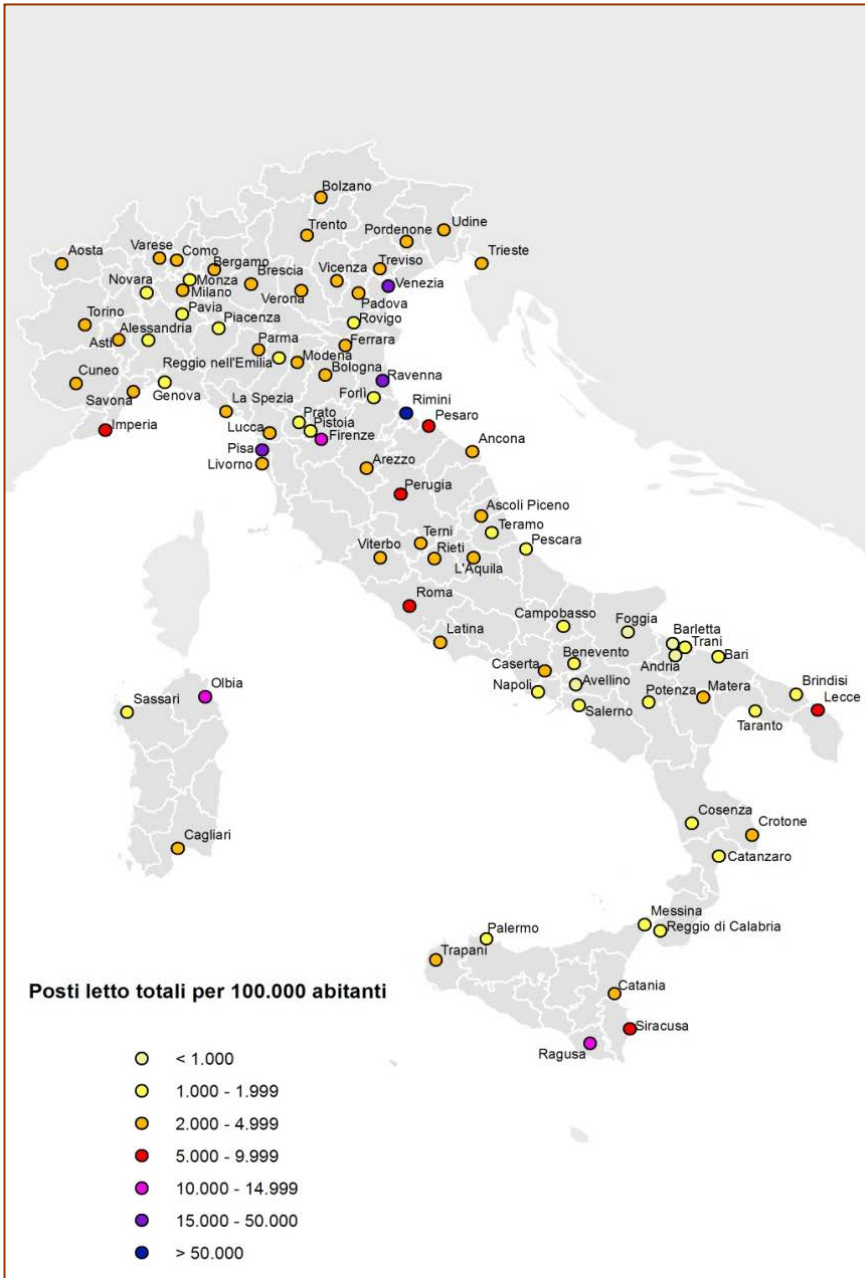 Bolzano
Trento
Pordenone
Udine
Aosta
Varese
Como
Bergamo
Brescia
Vicenza
Treviso
Trieste
Venezia
Novara
Monza
Milano
Verona
Padova
Pavia
Piacenza
Rovigo
Torino
Asti
Alessandria
Parma
Ferrara
Reggio nell'Emilia
Modena
Bologna
Cuneo
Savona
Genova
La Spezia
Forlì
Ravenna
Rimini
Prato
Pistoia
Pesaro
Imperia
Lucca
Firenze
Pisa
Ancona
Livorno
Arezzo
Perugia
Ascoli Piceno
Teramo
Terni
Pescara
Viterbo
Rieti
L'Aquila
Roma
Campobasso
Foggia
Latina
Barletta
Trani
Benevento
Bari
Caserta
Andria
Avellino
Brindisi
Olbia
Napoli
Potenza
Matera
Lecce
Sassari
Salerno
Taranto
Cosenza
Crotone
Cagliari
Catanzaro
Messina
Palermo
Reggio di Calabria
Trapani
Catania
Posti letto totali per 100.000 abitanti
Siracusa
Ragusa
< 1.000
1.000 - 1.999
2.000 - 4.999
5.000 - 9.999
10.000 - 14.999
15.000 - 50.000
> 50.000